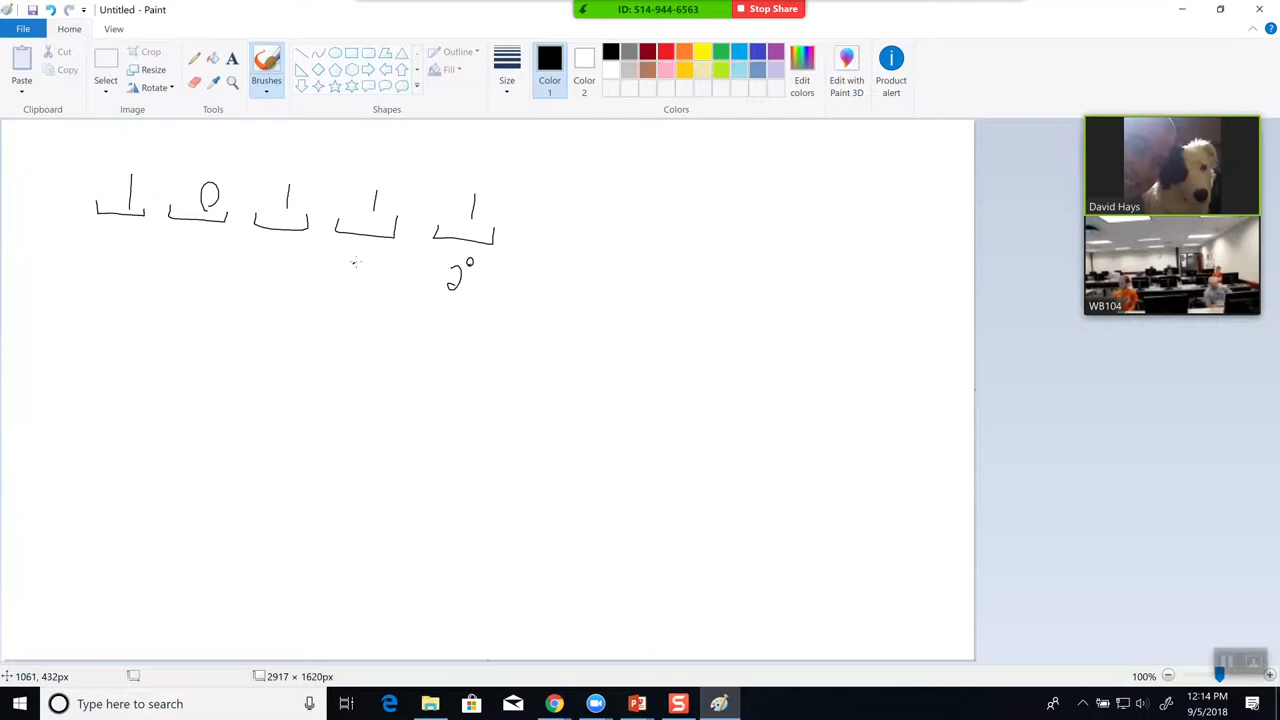 Untitled - Paint
ID: 514-944-6563
Stop Share
File
Home
View
Paste
Cut
Copy
Clipboard
Select
Crop
Resize
Rotate
Image
Tools
Brushes
Shapes
Outline
Fill
Size
Color 1
Color 2
Colors
Edit colors
Edit with Paint 3D
Product alert
1 0 1 1 1
2⁰
David Hays
WB104
1061, 432px
2917 × 1620px
100%
Type here to search
12:14 PM
9/5/2018